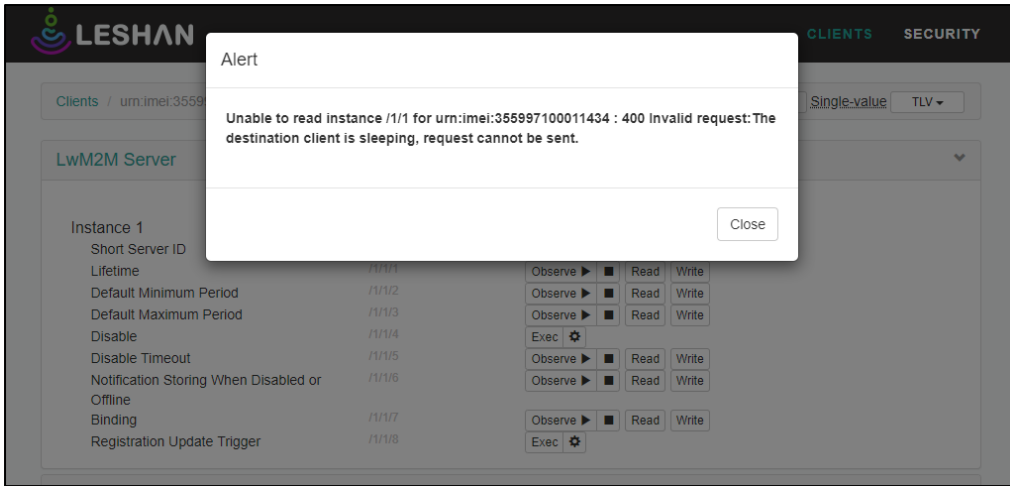 LESHAN
CLIENTS SECURITY
Alert
Clients / urn:imei:3559
Single-value TLV
Unable to read instance /1/1 for urn:imei:355997100011434 : 400 Invalid request:The
destination client is sleeping, request cannot be sent.
LwM2M Server
Close
Instance 1
Short Server ID
Lifetime /1/1/1 Observe Read Write
Default Minimum Period /1/1/2 Observe Read Write
Default Maximum Period /1/1/3 Observe Read Write
Disable /1/1/4 Exec
Disable Timeout /1/1/5 Observe Read Write
Notification Storing When Disabled or /1/1/6 Observe Read Write
Offline
Binding /1/1/7 Observe Read Write
Registration Update Trigger /1/1/8 Exec